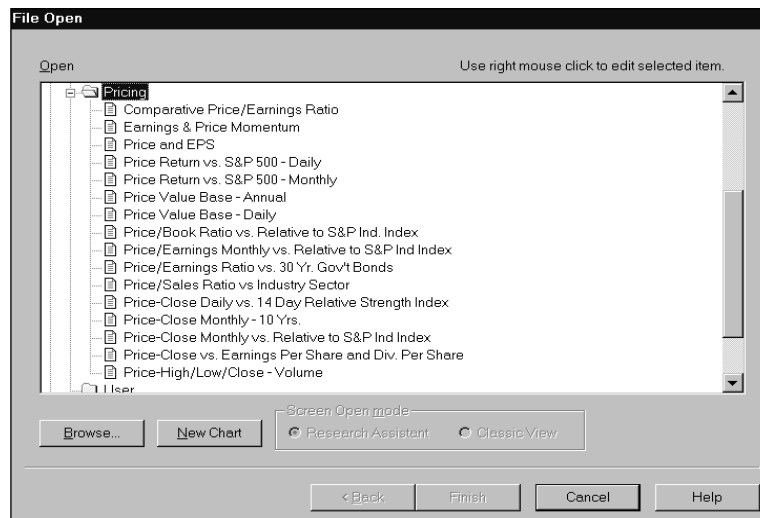 File Open
Open
Use right mouse click to edit selected item.
Pricing
Comparative Price/Earnings Ratio
Earnings & Price Momentum
Price and EPS
Price Return vs. S&P 500 - Daily
Price Return vs. S&P 500 - Monthly
Price Value Base - Annual
Price Value Base - Daily
Price/Book Ratio vs. Relative to S&P Ind. Index
Price/Earnings Monthly vs. Relative to S&P Ind Index
Price/Earnings Ratio vs. 30 Yr. Gov't Bonds
Price/Sales Ratio vs Industry Sector
Price-Close Daily vs. 14 Day Relative Strength Index
Price-Close Monthly - 10 Yrs.
Price-Close Monthly vs. Relative to S&P Ind Index
Price-Close vs. Earnings Per Share and Div. Per Share
Price-High/Low/Close - Volume
User
Screen Open mode
Browse... New Chart Research Assistant Classic View
< Back Finish Cancel Help